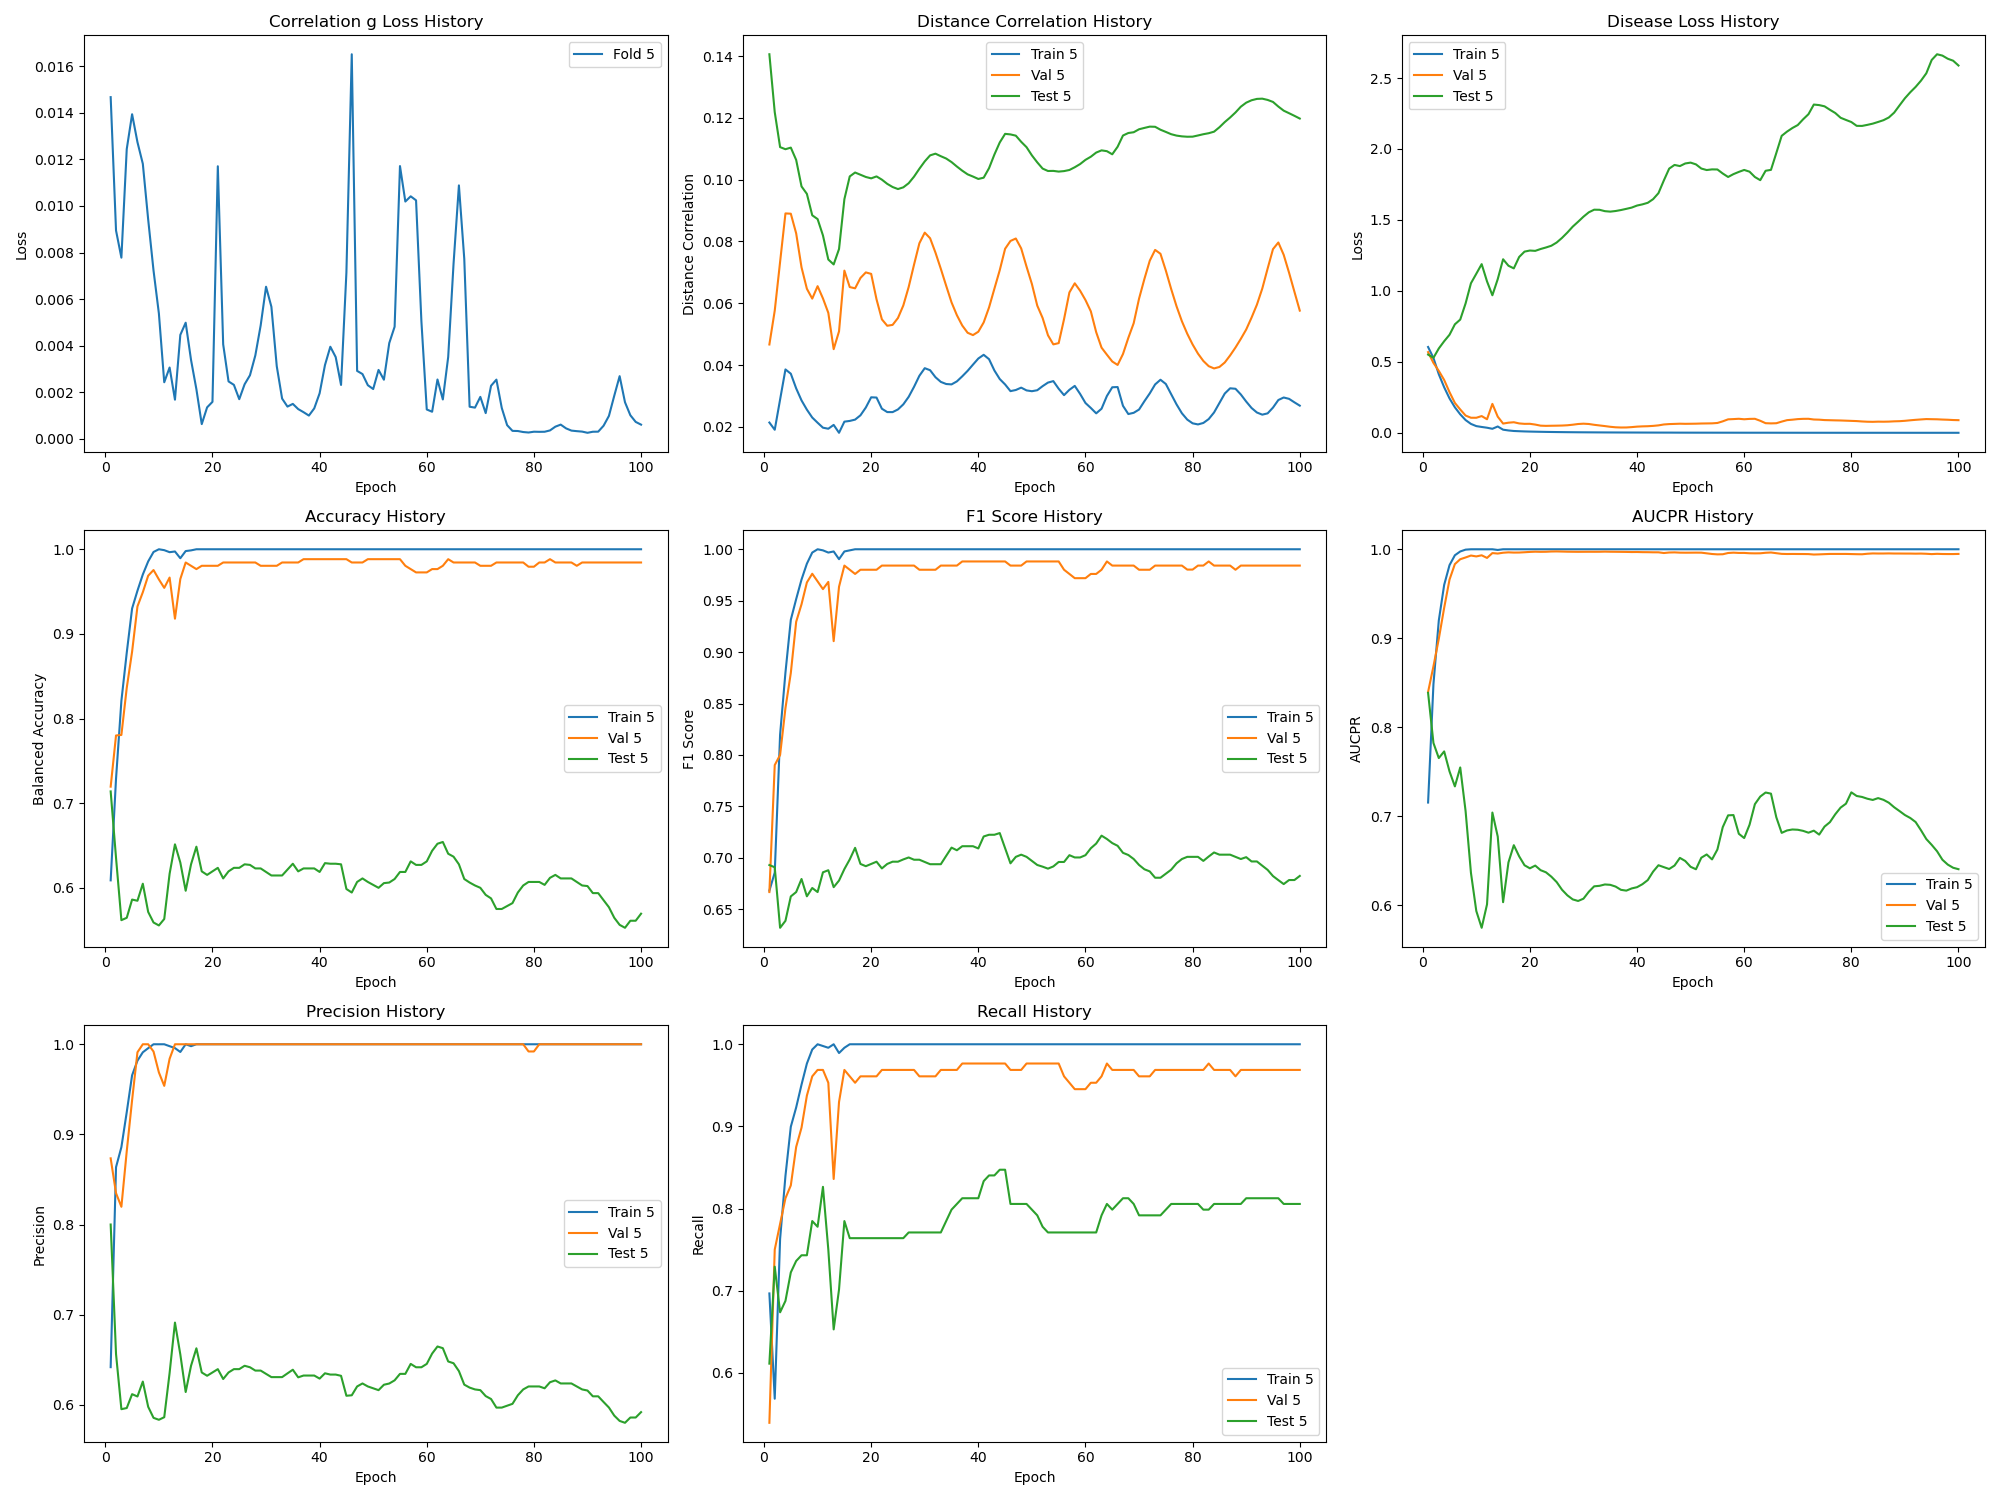 Correlation g Loss History
Loss
0.016
0.014
0.012
0.010
0.008
0.006
0.004
0.002
0.000
0 20 40 60 80 100
Epoch
Fold 5
Distance Correlation History
Distance Correlation
0.14
0.12
0.10
0.08
0.06
0.04
0.02
0 20 40 60 80 100
Epoch
Train 5
Val 5
Test 5
Disease Loss History
Loss
2.5
2.0
1.5
1.0
0.5
0.0
0 20 40 60 80 100
Epoch
Train 5
Val 5
Test 5
Accuracy History
Balanced Accuracy
1.0
0.9
0.8
0.7
0.6
0 20 40 60 80 100
Epoch
Train 5
Val 5
Test 5
F1 Score History
F1 Score
1.00
0.95
0.90
0.85
0.80
0.75
0.70
0.65
0 20 40 60 80 100
Epoch
Train 5
Val 5
Test 5
AUCPR History
AUCPR
1.0
0.9
0.8
0.7
0.6
0 20 40 60 80 100
Epoch
Train 5
Val 5
Test 5
Precision History
Precision
1.0
0.9
0.8
0.7
0.6
0 20 40 60 80 100
Epoch
Train 5
Val 5
Test 5
Recall History
Recall
1.0
0.9
0.8
0.7
0.6
0 20 40 60 80 100
Epoch
Train 5
Val 5
Test 5